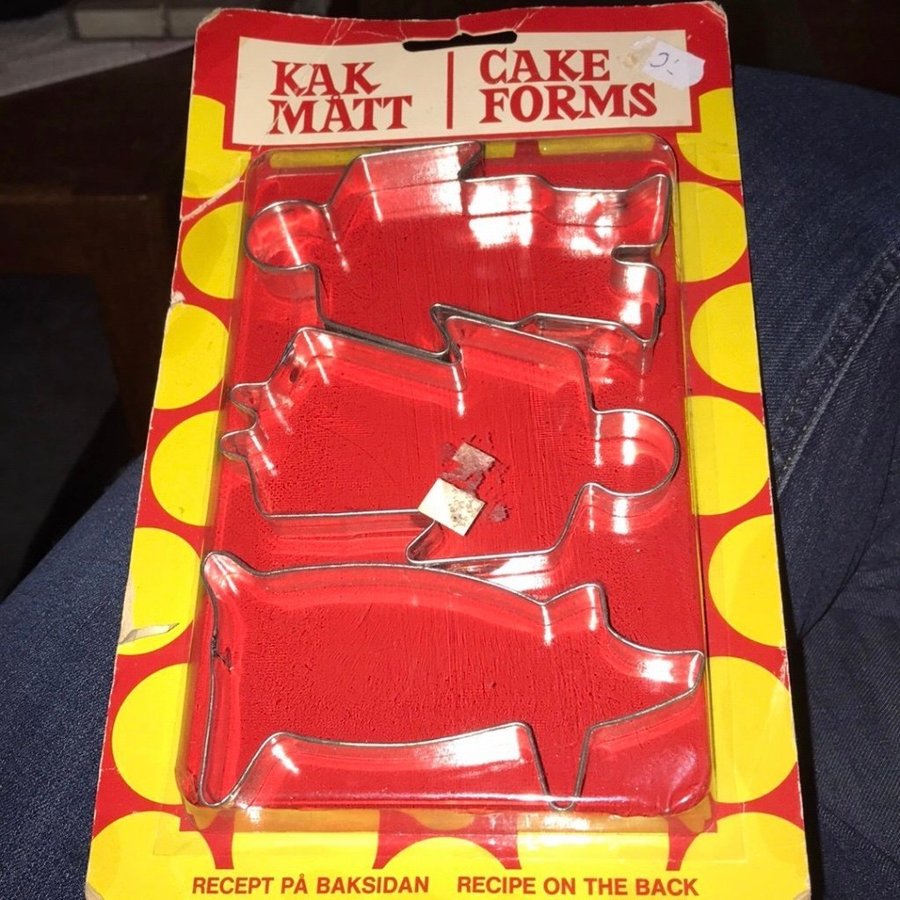 KAK
MÅTT
CAKE
FORMS
RECEPT PÅ BAKSIDAN RECIPE ON THE BACK